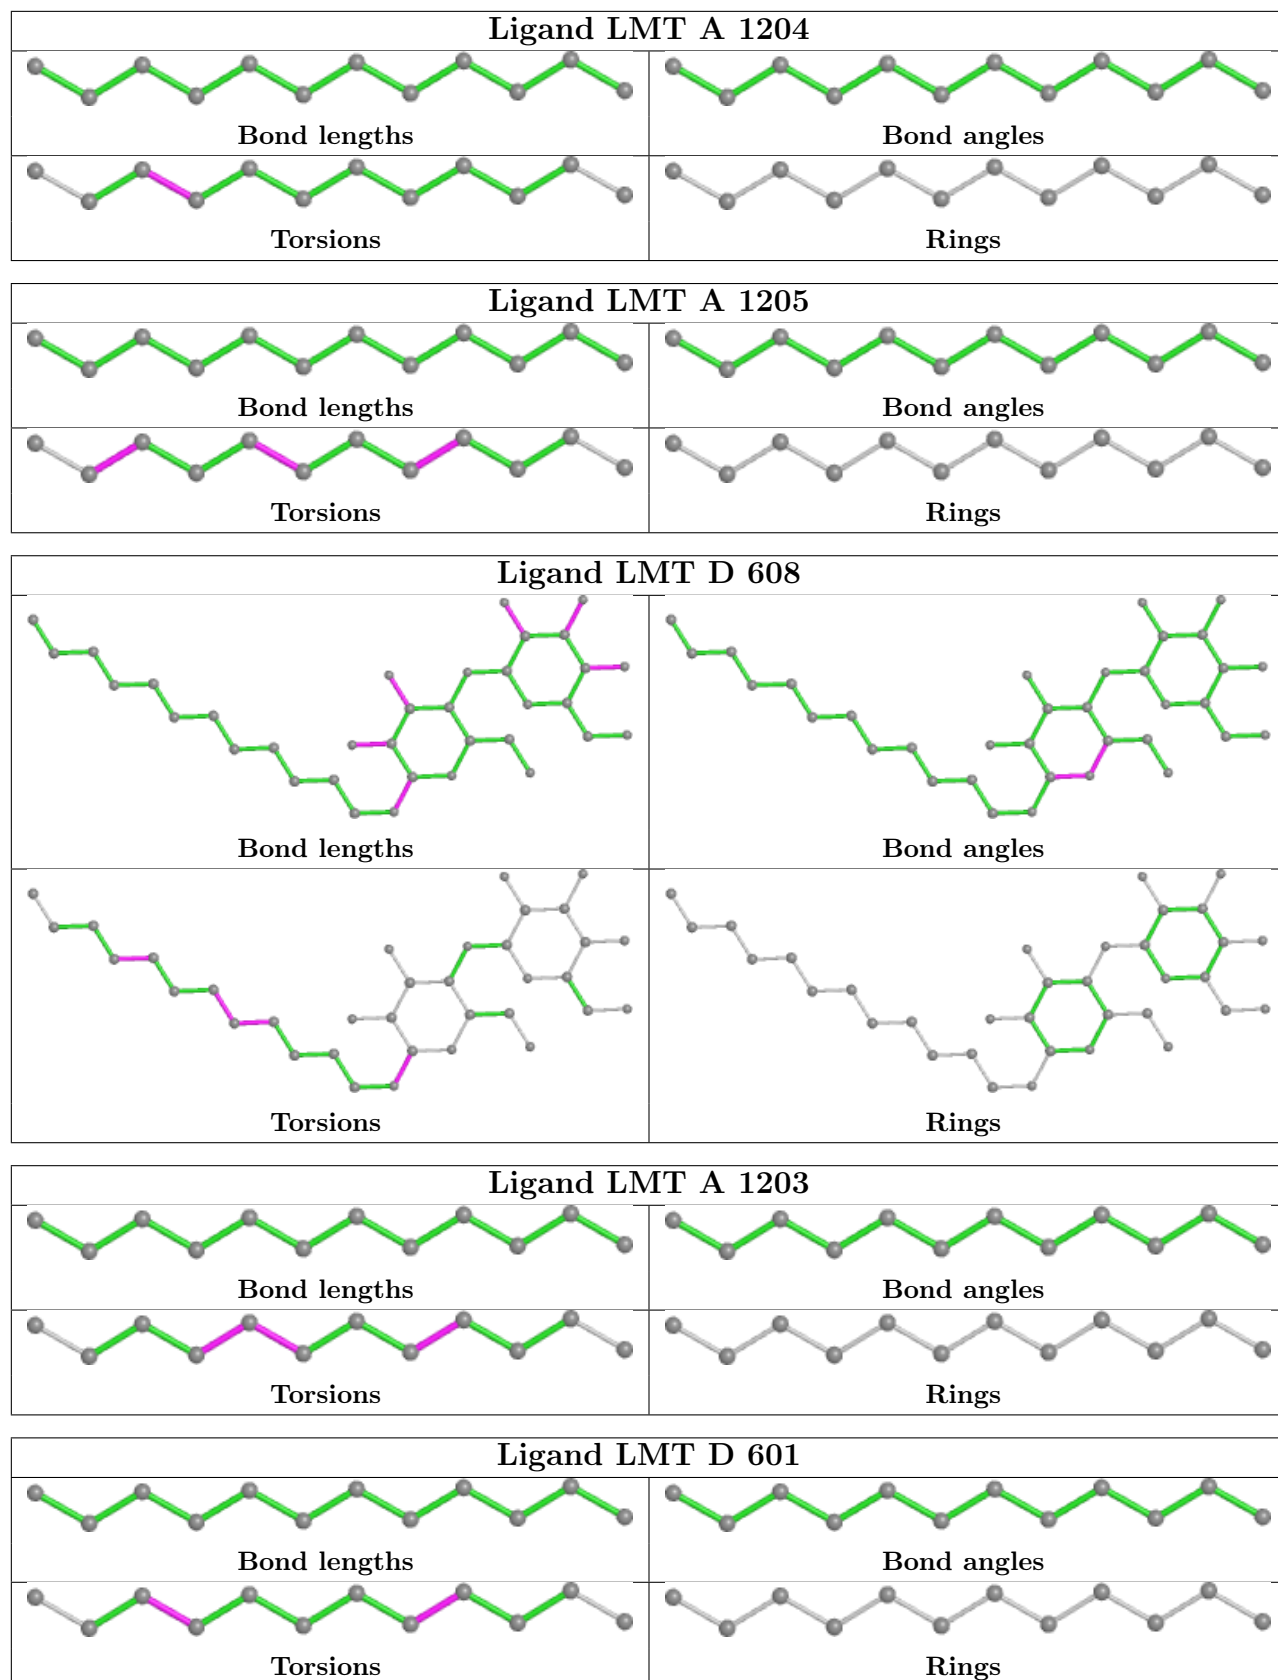 Ligand LMT A 1204
Bond lengths
Bond angles
Torsions
Rings
Ligand LMT A 1205
Bond lengths
Bond angles
Torsions
Rings
Ligand LMT D 608
Bond lengths
Bond angles
Torsions
Rings
Ligand LMT A 1203
Bond lengths
Bond angles
Torsions
Rings
Ligand LMT D 601
Bond lengths
Bond angles
Torsions
Rings